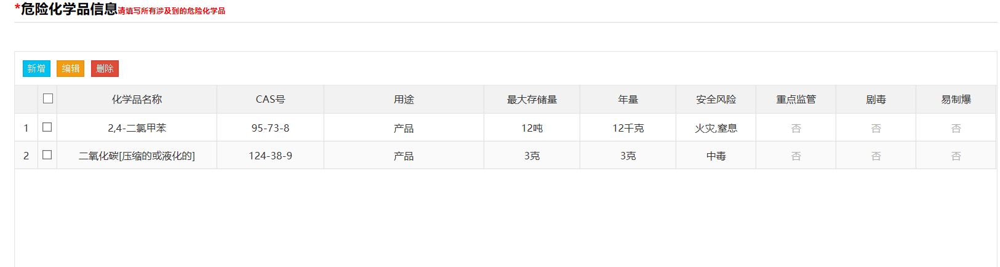 *危险化学品信息请填写所有涉及到的危险化学品
新增 编辑 删除
化学品名称 CAS号 用途 最大存储量 年量 安全风险 重点监管 剧毒 易制爆
1 2,4-二氯甲苯 95-73-8 产品 12吨 12千克 火灾,窒息 否 否 否
2 二氧化碳[压缩的或液化的] 124-38-9 产品 3克 3克 中毒 否 否 否